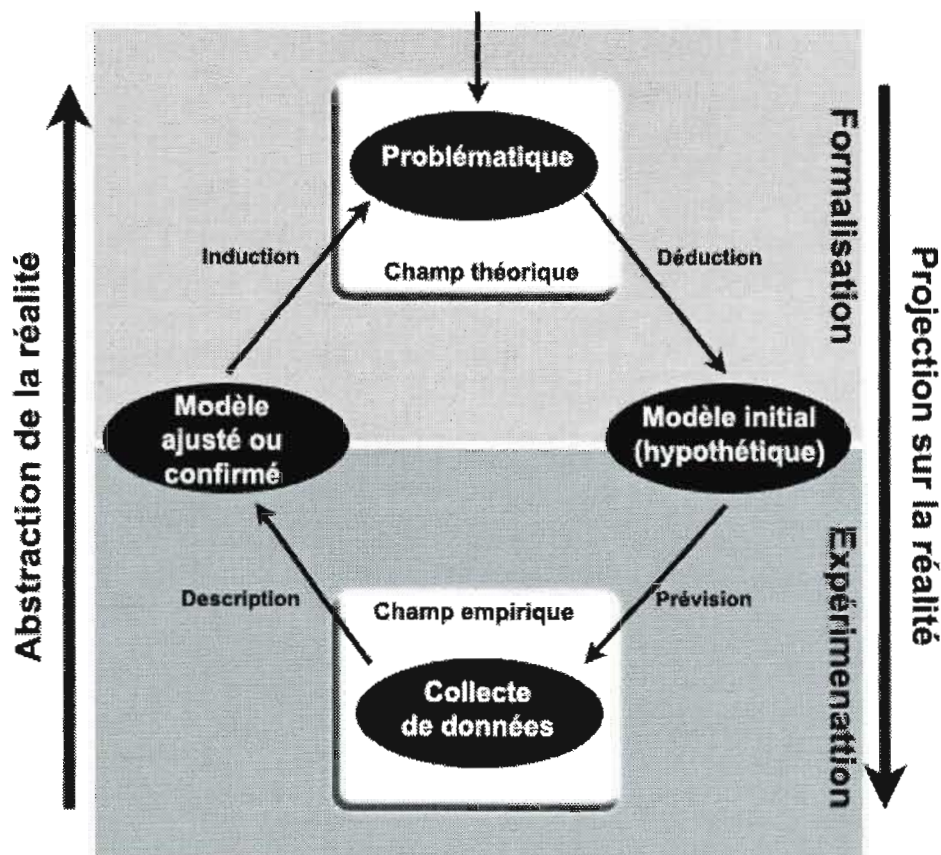 Problématique
Champ théorique
Induction
Déduction
Formalisation
Abstraction de la réalité
Projection sur la réalité
Modèle
ajusté ou
confirmé
Modèle initial
(hypothétique)
Description
Prévision
Expérimenattion
Champ empirique
Collecte
de données